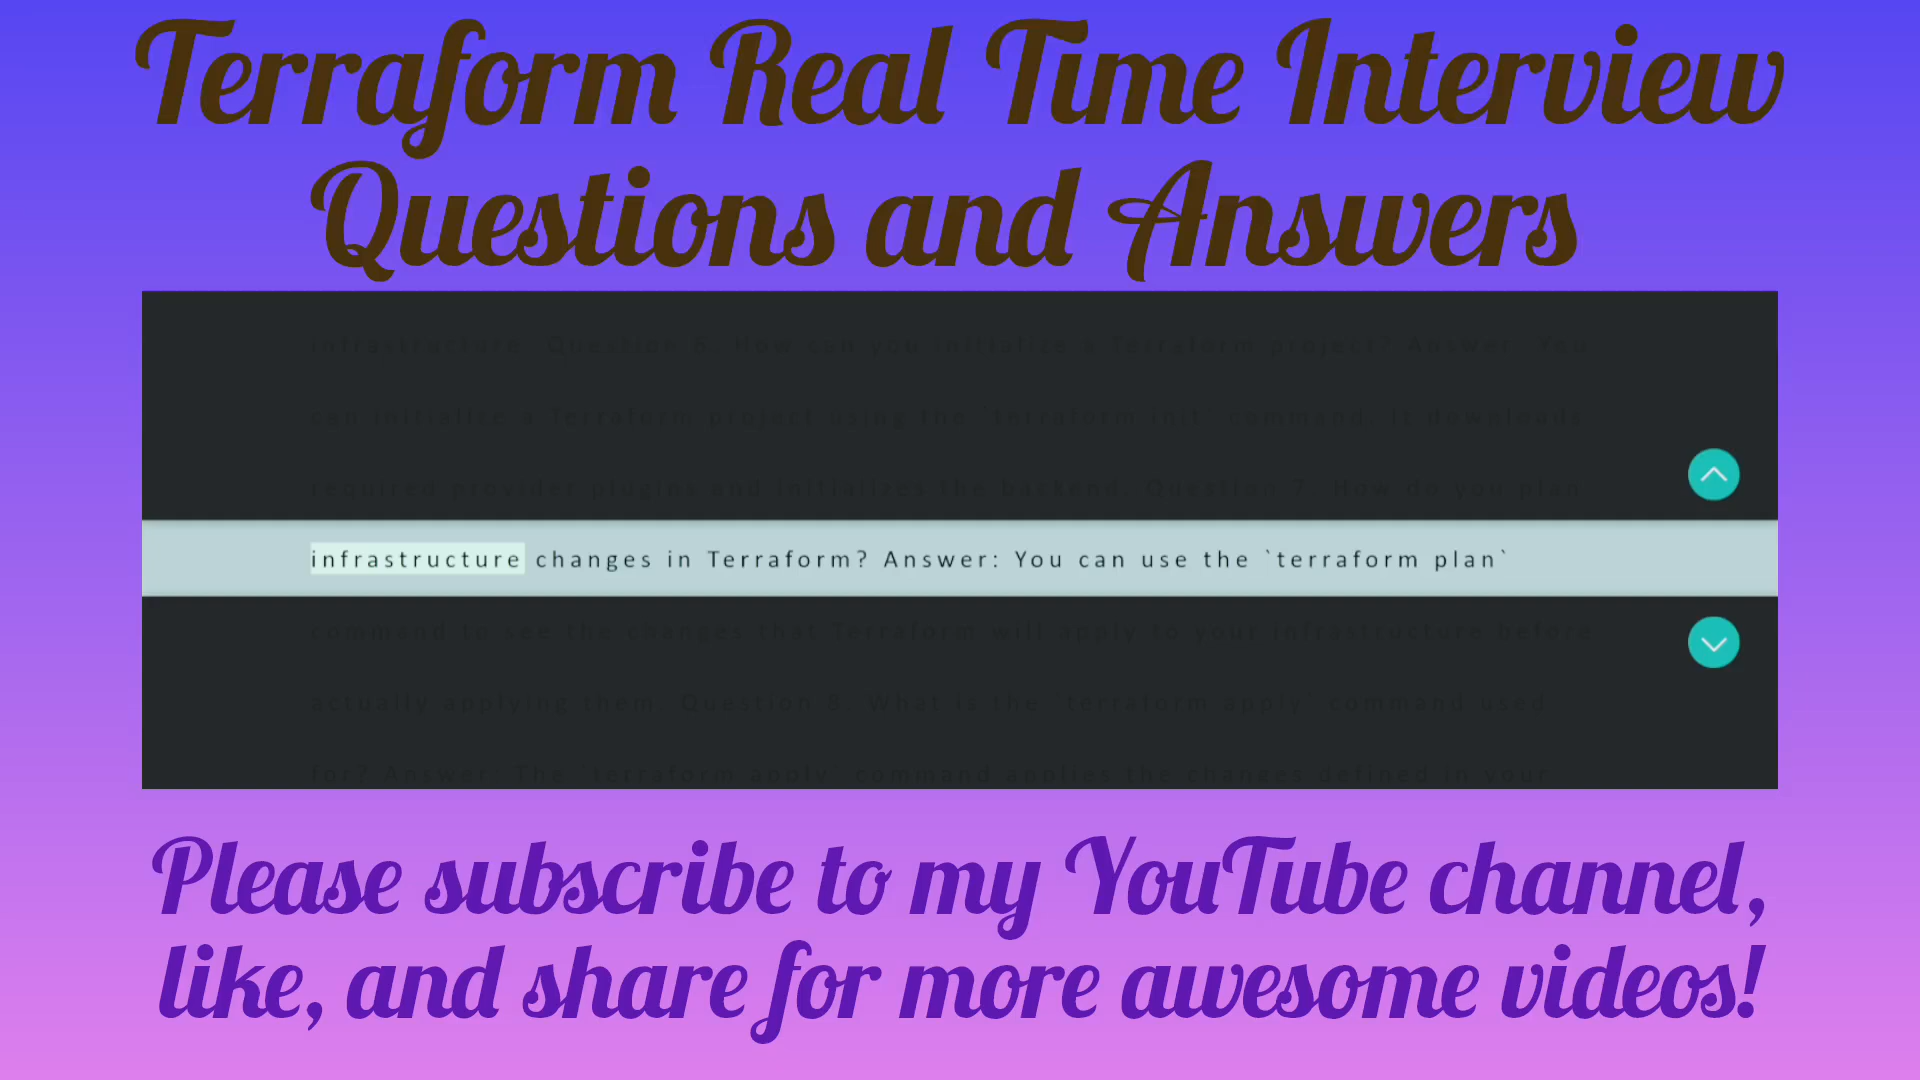 Terraform Real Time Interview
Questions and Answers
infrastructure. Question 6. How can you initialize a Terraform project? Answer: You
can initialize a Terraform project using the `terraform init` command. It downloads
required provider plugins and initializes the backend. Question 7. How do you plan
infrastructure changes in Terraform? Answer: You can use the `terraform plan`
command to see the changes that Terraform will apply to your infrastructure before
actually applying them. Question 8. What is the `terraform apply` command used
for? Answer: The `terraform apply` command applies the changes defined in your
Please subscribe to my YouTube channel,
like, and share for more awesome videos!